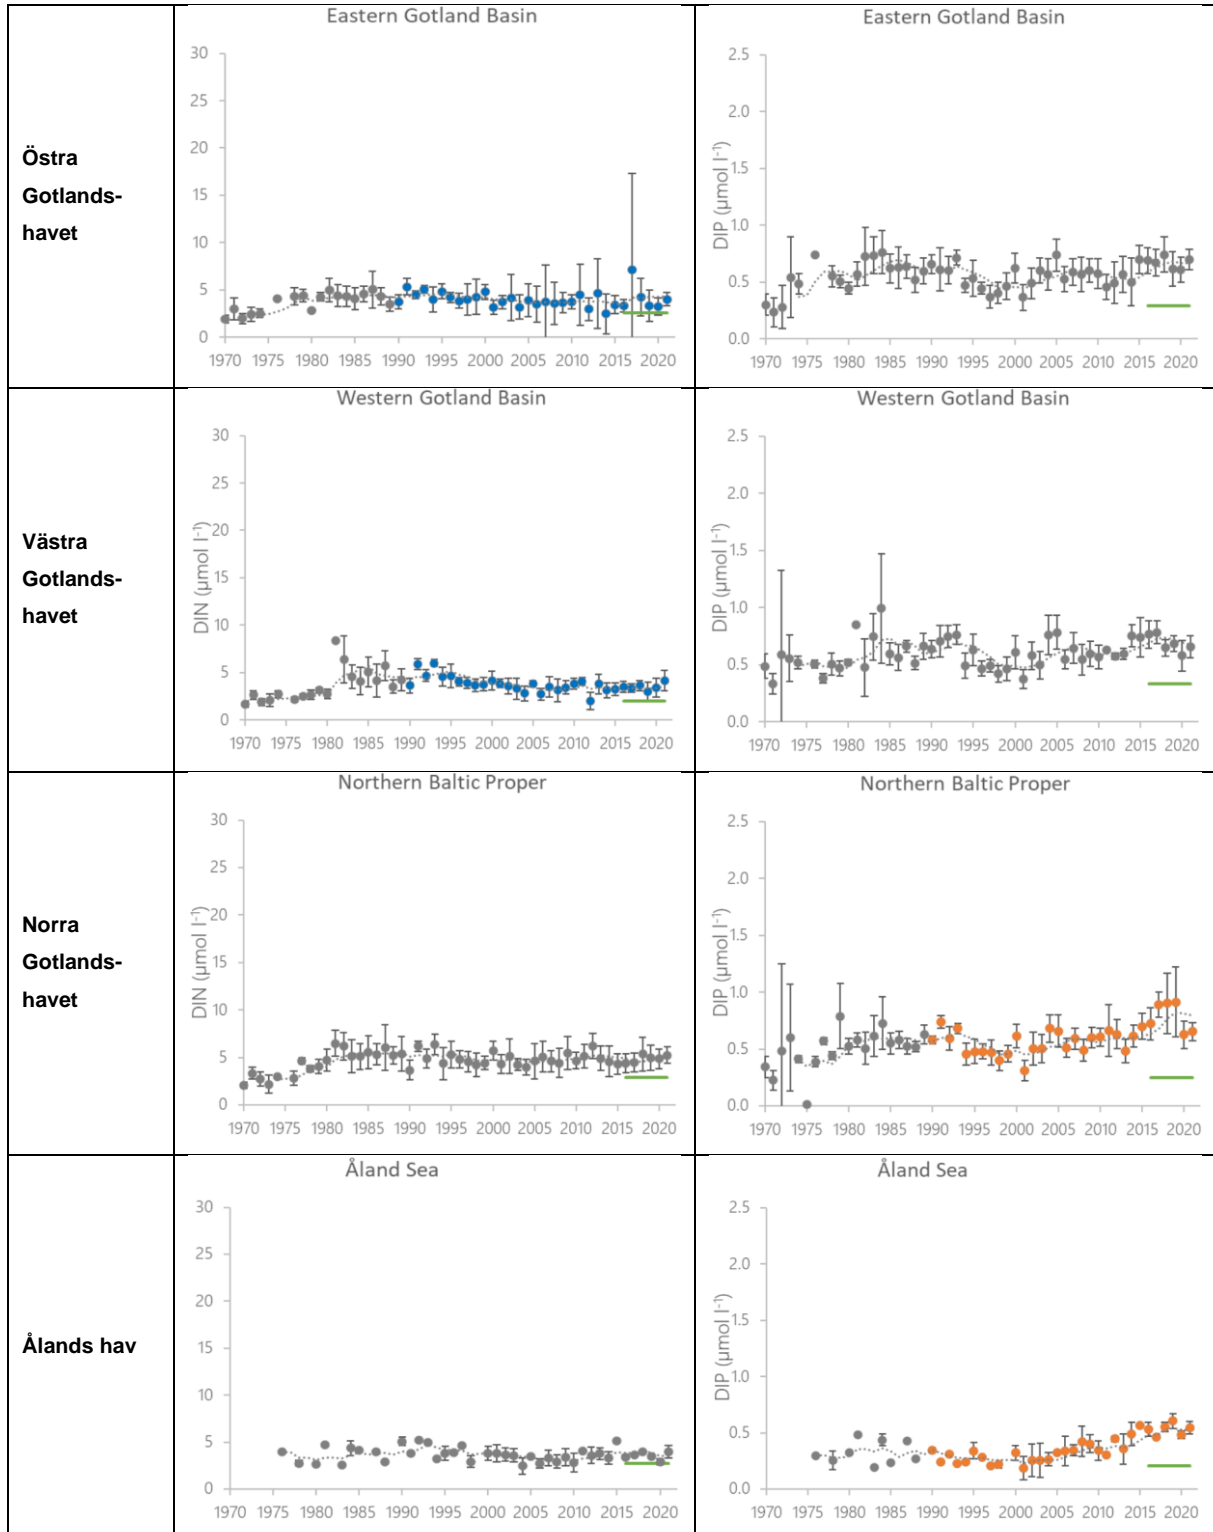 Östra
Gotlands-
havet
Eastern Gotland Basin
30
25
20
15
10
5
0
1970 1975 1980 1985 1990 1995 2000 2005 2010 2015 2020
Eastern Gotland Basin
DIP (µmol l⁻¹)
2.5
2.0
1.5
1.0
0.5
0.0
1970 1975 1980 1985 1990 1995 2000 2005 2010 2015 2020
Västra
Gotlands-
havet
Western Gotland Basin
DIN (µmol l⁻¹)
30
25
20
15
10
5
0
1970 1975 1980 1985 1990 1995 2000 2005 2010 2015 2020
Western Gotland Basin
DIP (µmol l⁻¹)
2.5
2.0
1.5
1.0
0.5
0.0
1970 1975 1980 1985 1990 1995 2000 2005 2010 2015 2020
Norra
Gotlands-
havet
Northern Baltic Proper
DIN (µmol l⁻¹)
30
25
20
15
10
5
0
1970 1975 1980 1985 1990 1995 2000 2005 2010 2015 2020
Northern Baltic Proper
DIP (µmol l⁻¹)
2.5
2.0
1.5
1.0
0.5
0.0
1970 1975 1980 1985 1990 1995 2000 2005 2010 2015 2020
Ålands hav
Åland Sea
30
25
20
15
10
5
0
1970 1975 1980 1985 1990 1995 2000 2005 2010 2015 2020
Åland Sea
DIP (µmol l⁻¹)
2.5
2.0
1.5
1.0
0.5
0.0
1970 1975 1980 1985 1990 1995 2000 2005 2010 2015 2020